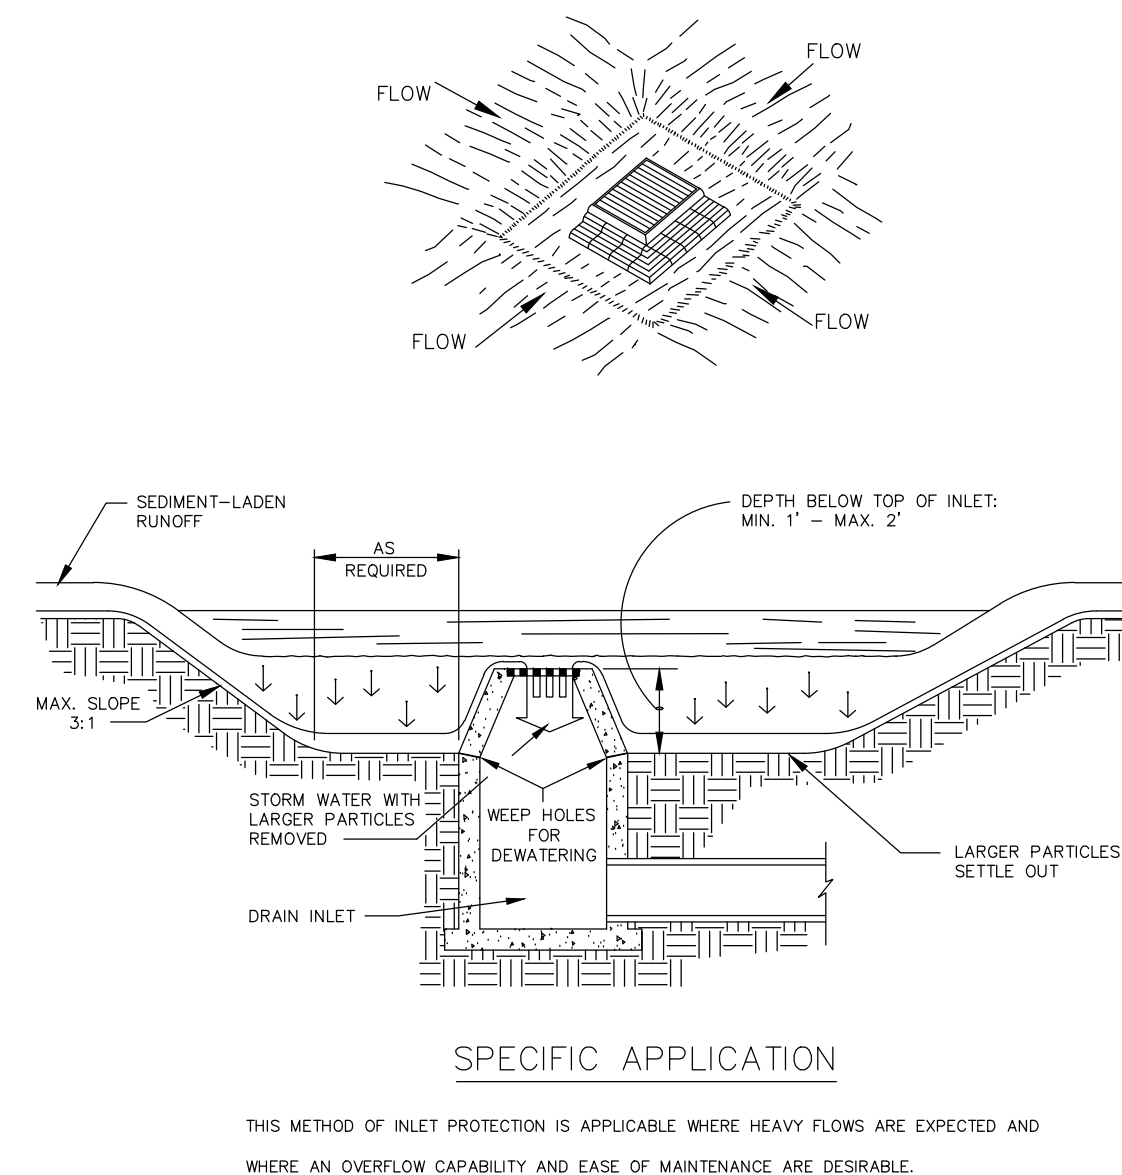 FLOW
FLOW
FLOW
FLOW
SEDIMENT-LADEN
RUNOFF
DEPTH BELOW TOP OF INLET:
MIN. 1' - MAX. 2'
AS
REQUIRED
MAX. SLOPE
3:1
STORM WATER WITH
LARGER PARTICLES
REMOVED
WEEP HOLES
FOR
DEWATERING
LARGER PARTICLES
SETTLE OUT
DRAIN INLET
SPECIFIC APPLICATION
THIS METHOD OF INLET PROTECTION IS APPLICABLE WHERE HEAVY FLOWS ARE EXPECTED AND
WHERE AN OVERFLOW CAPABILITY AND EASE OF MAINTENANCE ARE DESIRABLE.